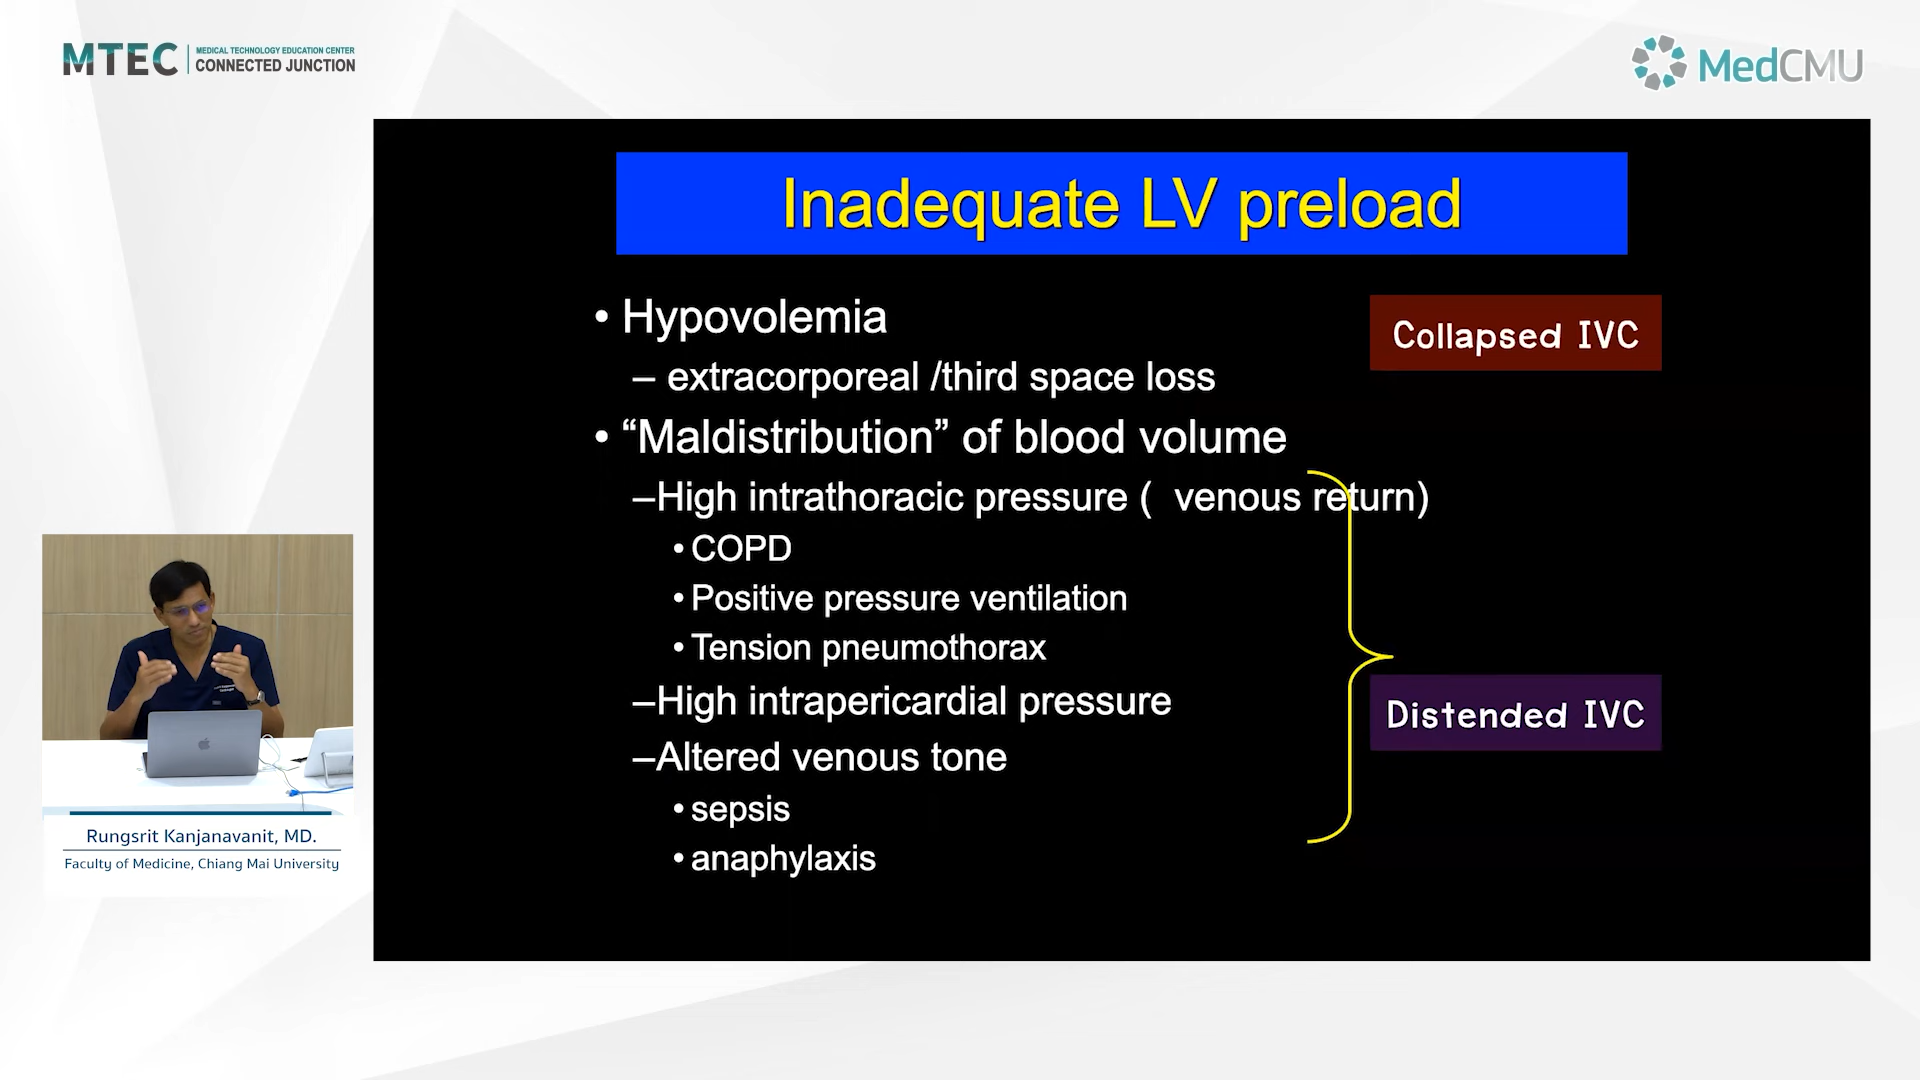 MTEC
MEDICAL TECHNOLOGY EDUCATION CENTER
CONNECTED JUNCTION
MedCMU
Inadequate LV preload
• Hypovolemia
Collapsed IVC
– extracorporeal /third space loss
• “Maldistribution” of blood volume
–High intrathoracic pressure (  venous return)
• COPD
• Positive pressure ventilation
• Tension pneumothorax
–High intrapericardial pressure
Distended IVC
–Altered venous tone
• sepsis
• anaphylaxis
Rungsrit Kanjanavanit, MD.
Faculty of Medicine, Chiang Mai University